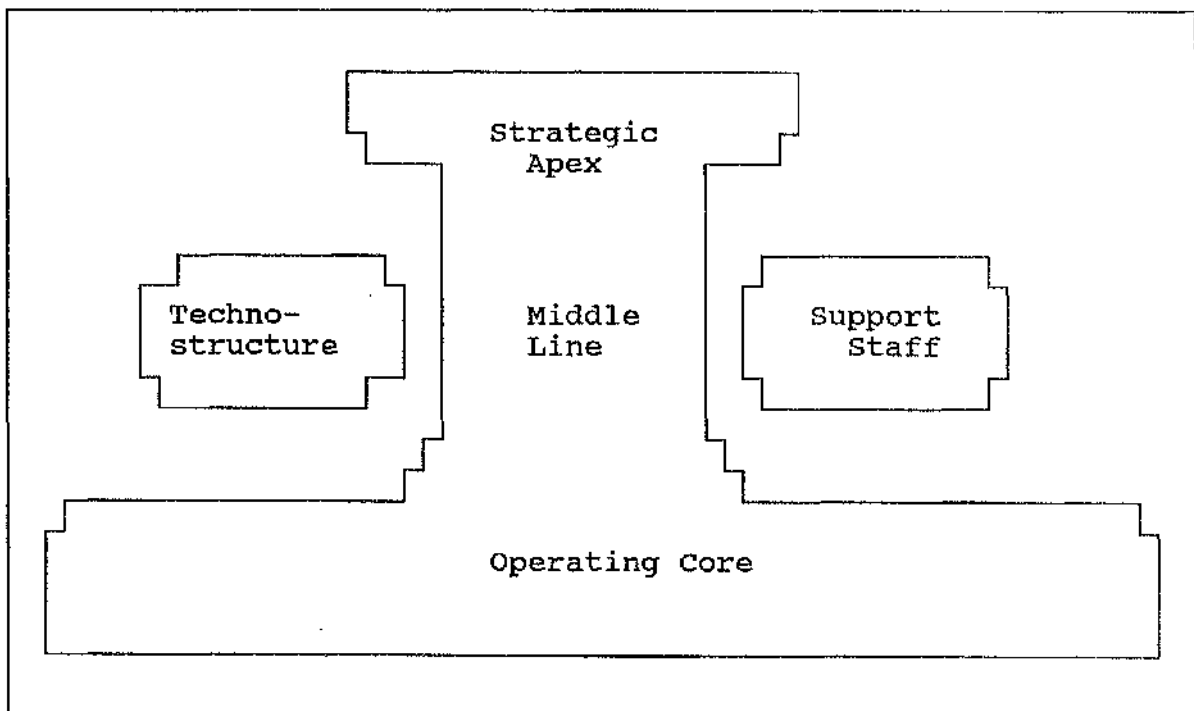 Strategic
Apex
Techno-
structure
Middle
Line
Support
Staff
Operating Core